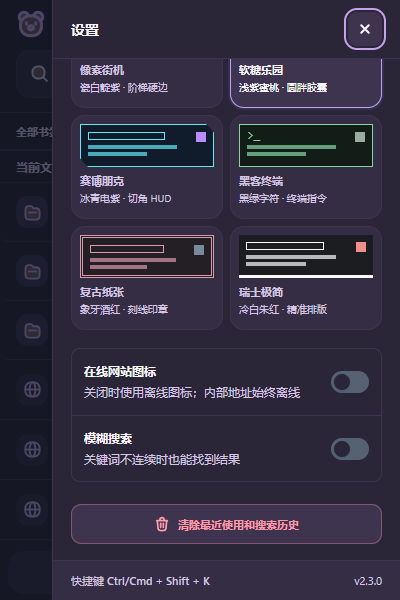 设置
像素街机
瓷白靛紫 · 阶梯硬边
软糖乐园
浅紫蜜桃 · 圆胖胶囊
全部书
当前文
赛博朋克
冰青电紫 · 切角 HUD
>_
黑客终端
黑绿字符 · 终端指令
复古纸张
象牙酒红 · 刻线印章
瑞士极简
冷白朱红 · 精准排版
在线网站图标
关闭时使用离线图标；内部地址始终离线
模糊搜索
关键词不连续时也能找到结果
清除最近使用和搜索历史
快捷键 Ctrl/Cmd + Shift + K
v2.3.0